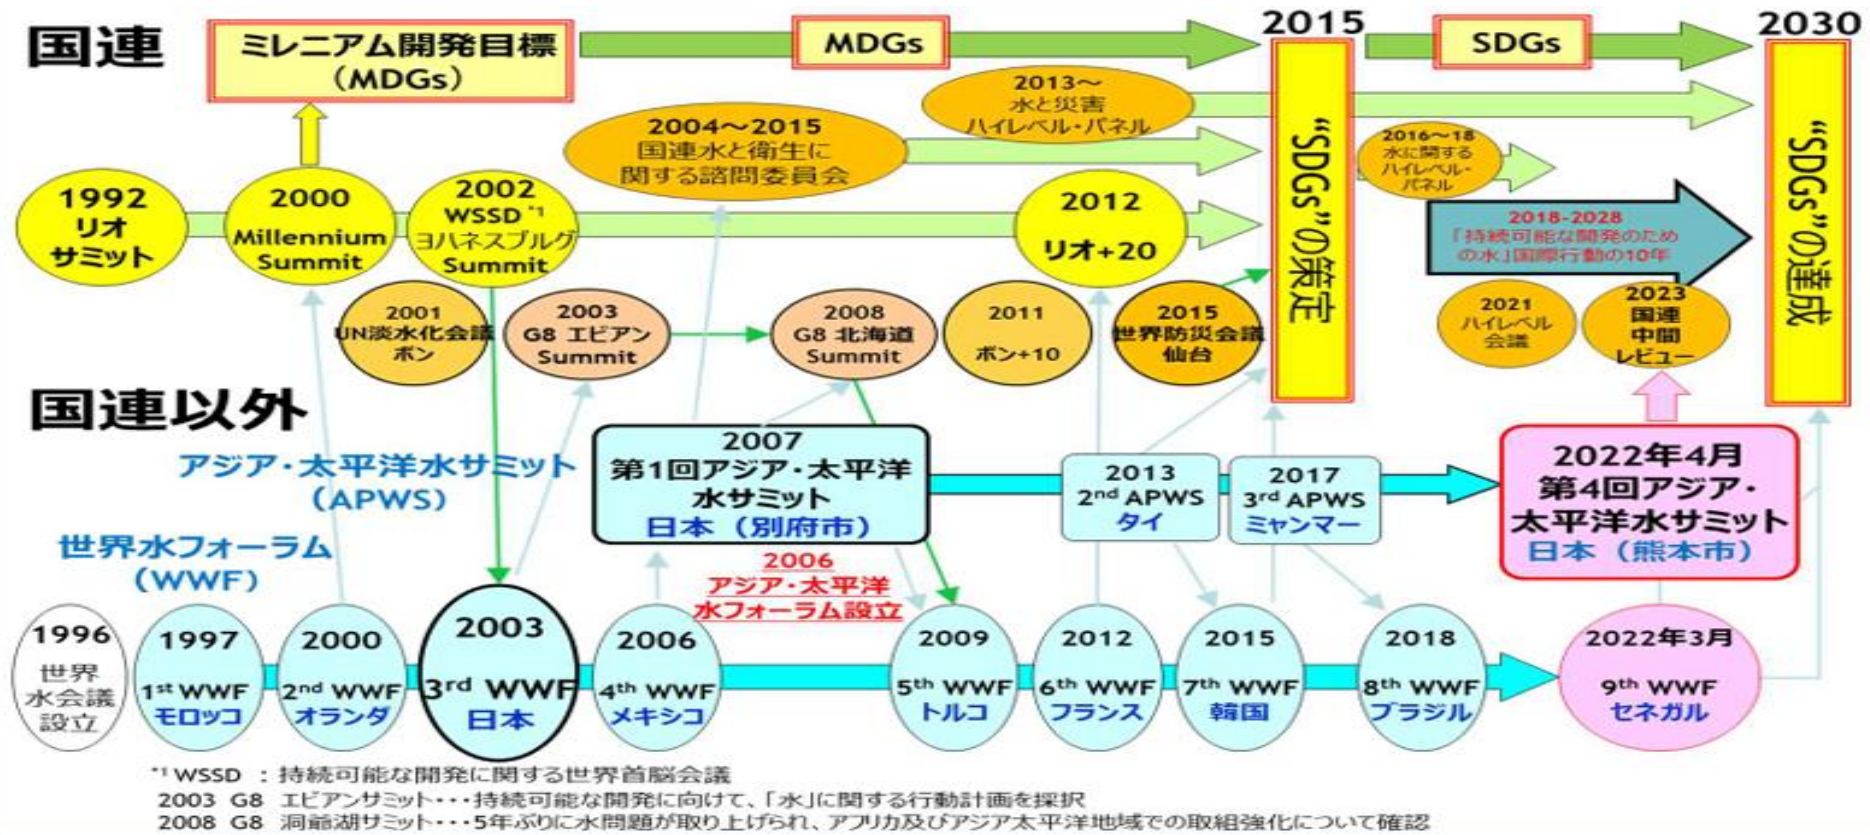 国連
ミレニアム開発目標
（MDGs）
MDGs
2015
SDGs
2030
2013～
水と災害
ハイレベル・パネル
2004～2015
国連水と衛生に
関する諮問委員会
2016～18
水に関する
ハイレベル・
パネル
"SDGs"の策定
"SDGs"の達成
1992
リオ
サミット
2000
Millennium
Summit
2002
WSSD *1
ヨハネスブルグ
Summit
2012
リオ+20
2018-2028
「持続可能な開発のため
の水」国際行動の10年
2001
UN淡水化会議
ボン
2003
G8 エビアン
Summit
2008
G8 北海道
Summit
2011
ボン+10
2015
世界防災会議
仙台
2021
ハイレベル
会議
2023
国連
中間
レビュー
国連以外
アジア・太平洋水サミット
（APWS）
2007
第1回アジア・太平洋
水サミット
日本（別府市）
2013
2nd APWS
タイ
2017
3rd APWS
ミャンマー
2022年4月
第4回アジア・
太平洋水サミット
日本（熊本市）
世界水フォーラム
（WWF）
2006
アジア・太平洋
水フォーラム設立
1996
世界
水会議
設立
1997
1st WWF
モロッコ
2000
2nd WWF
オランダ
2003
3rd WWF
日本
2006
4th WWF
メキシコ
2009
5th WWF
トルコ
2012
6th WWF
フランス
2015
7th WWF
韓国
2018
8th WWF
ブラジル
2022年3月
9th WWF
セネガル
*1 WSSD ：持続可能な開発に関する世界首脳会議
2003 G8 エビアンサミット・・・持続可能な開発に向けて、「水」に関する行動計画を採択
2008 G8 洞爺湖サミット・・・5年ぶりに水問題が取り上げられ、アフリカ及びアジア太平洋地域での取組強化について確認